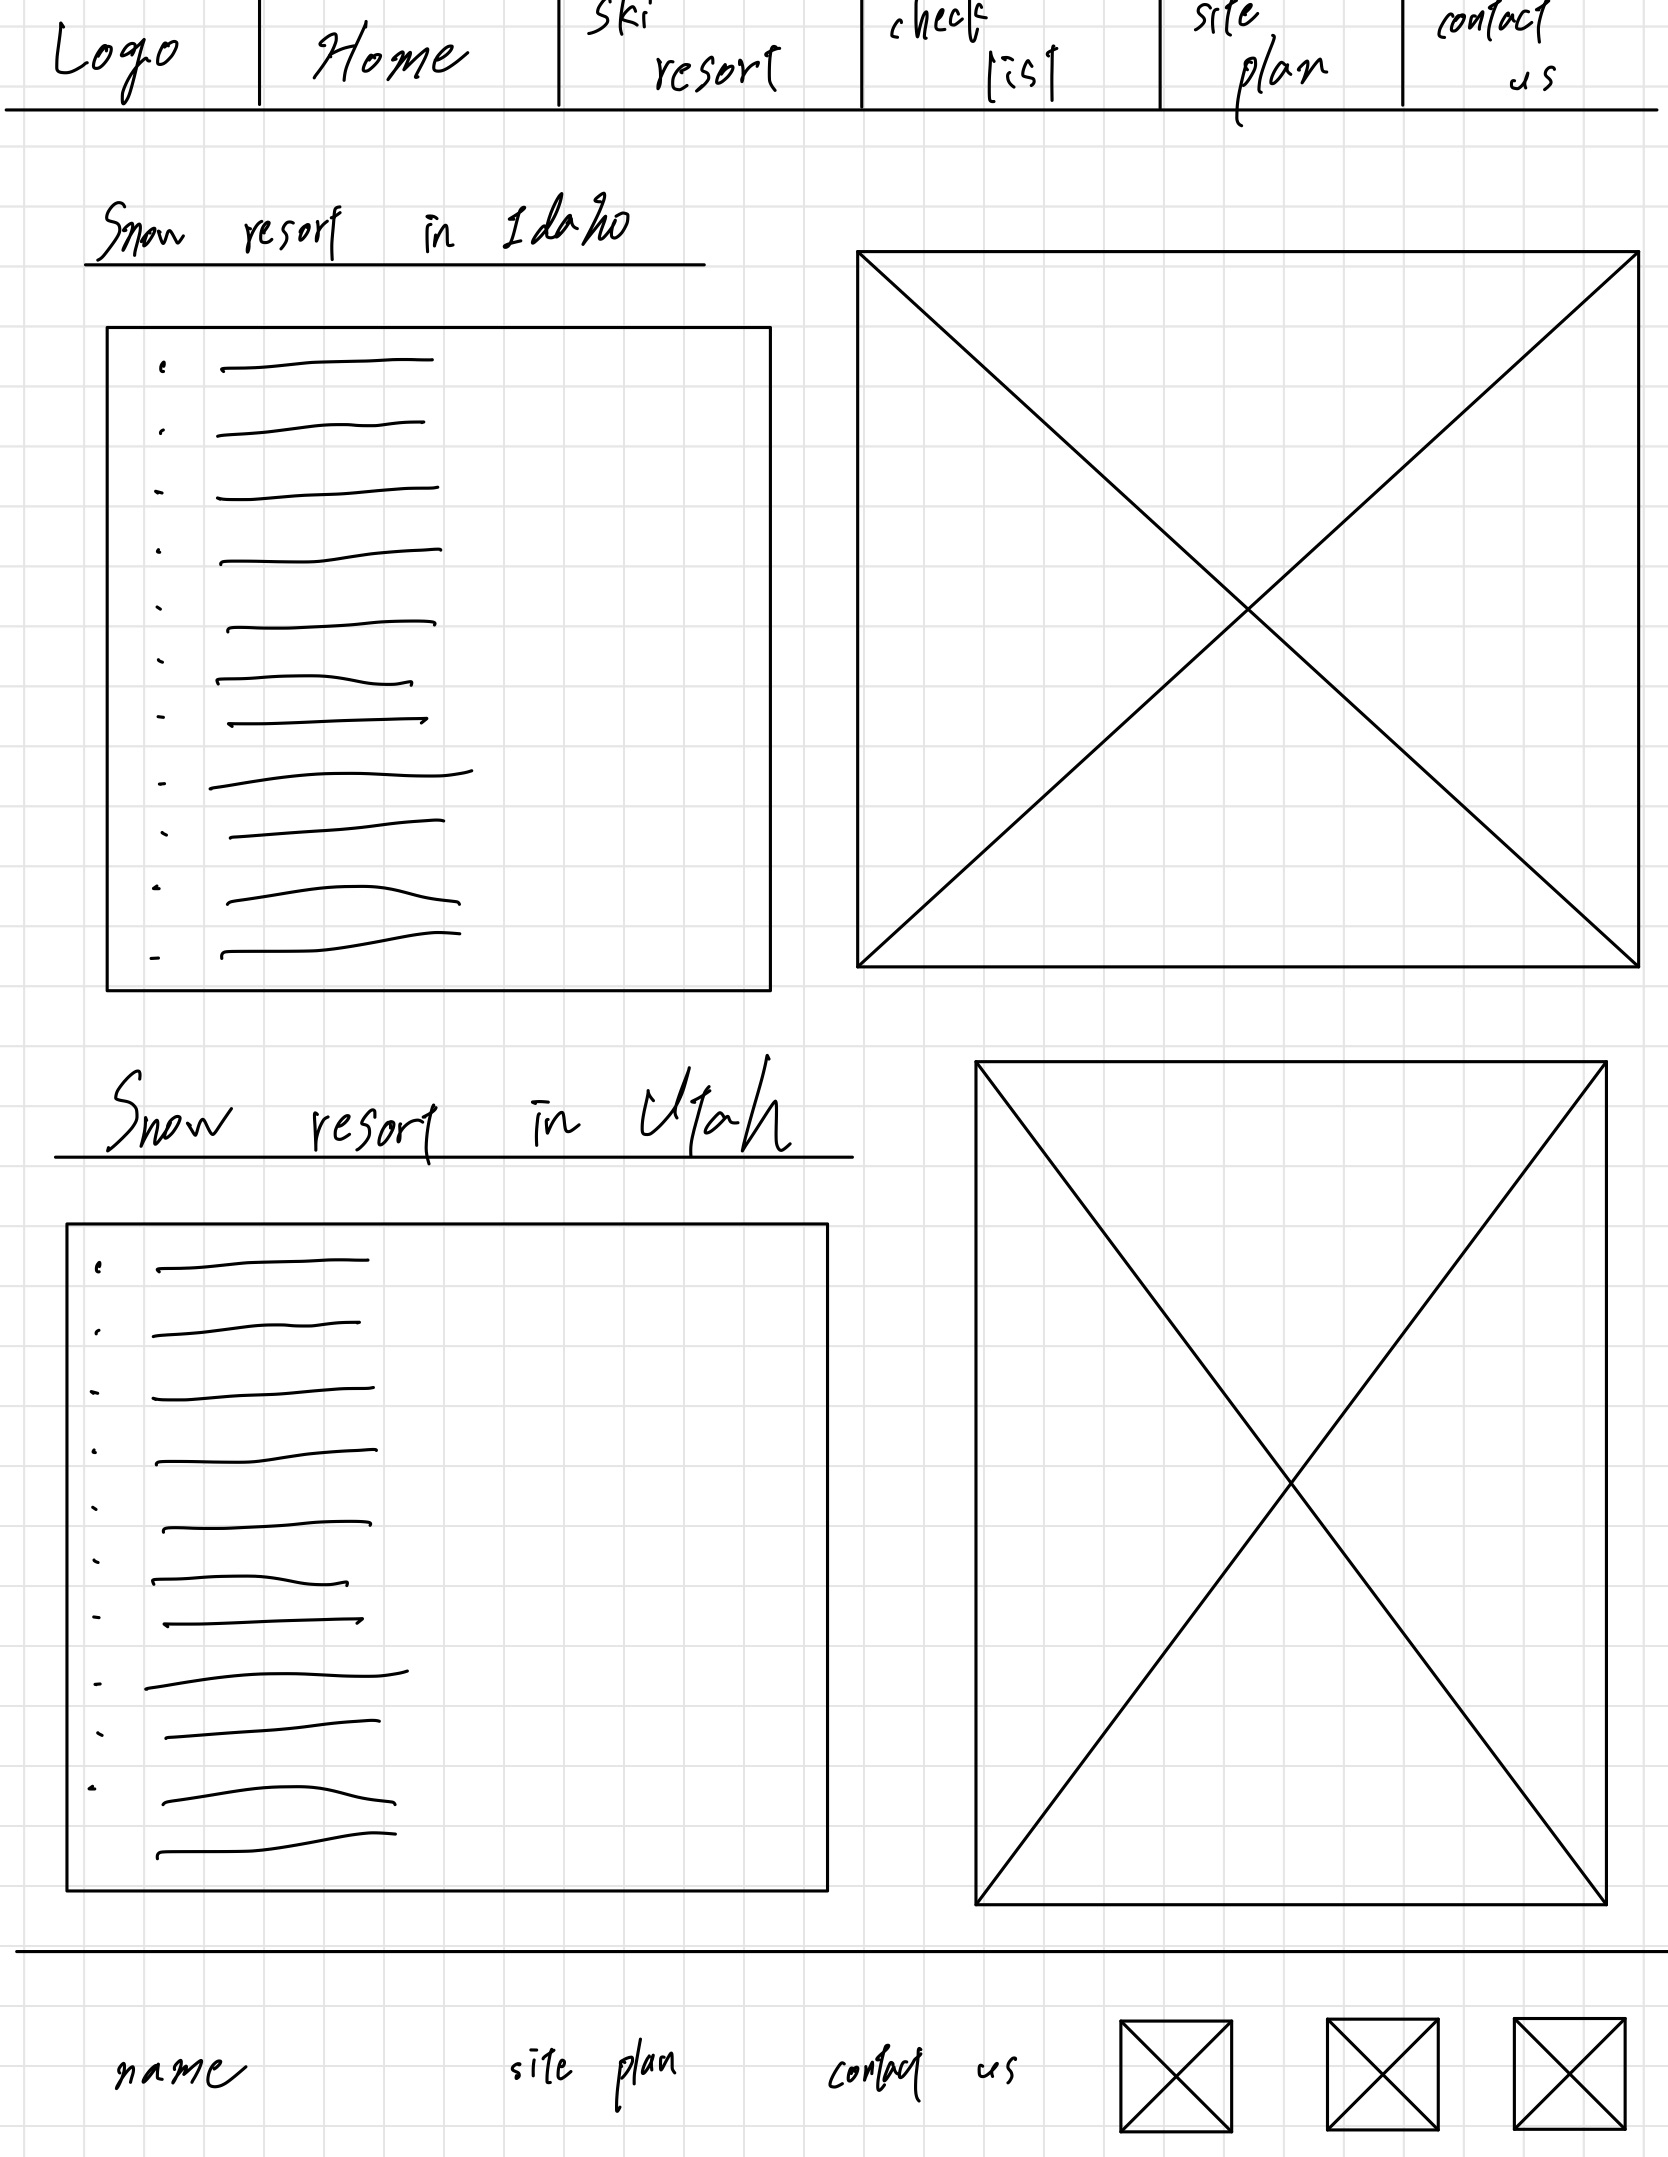 Logo
Home
ski
resort
check
list
site
plan
contact
us
Snow resort in Idaho
Snow resort in Utah
name
site plan
contact us